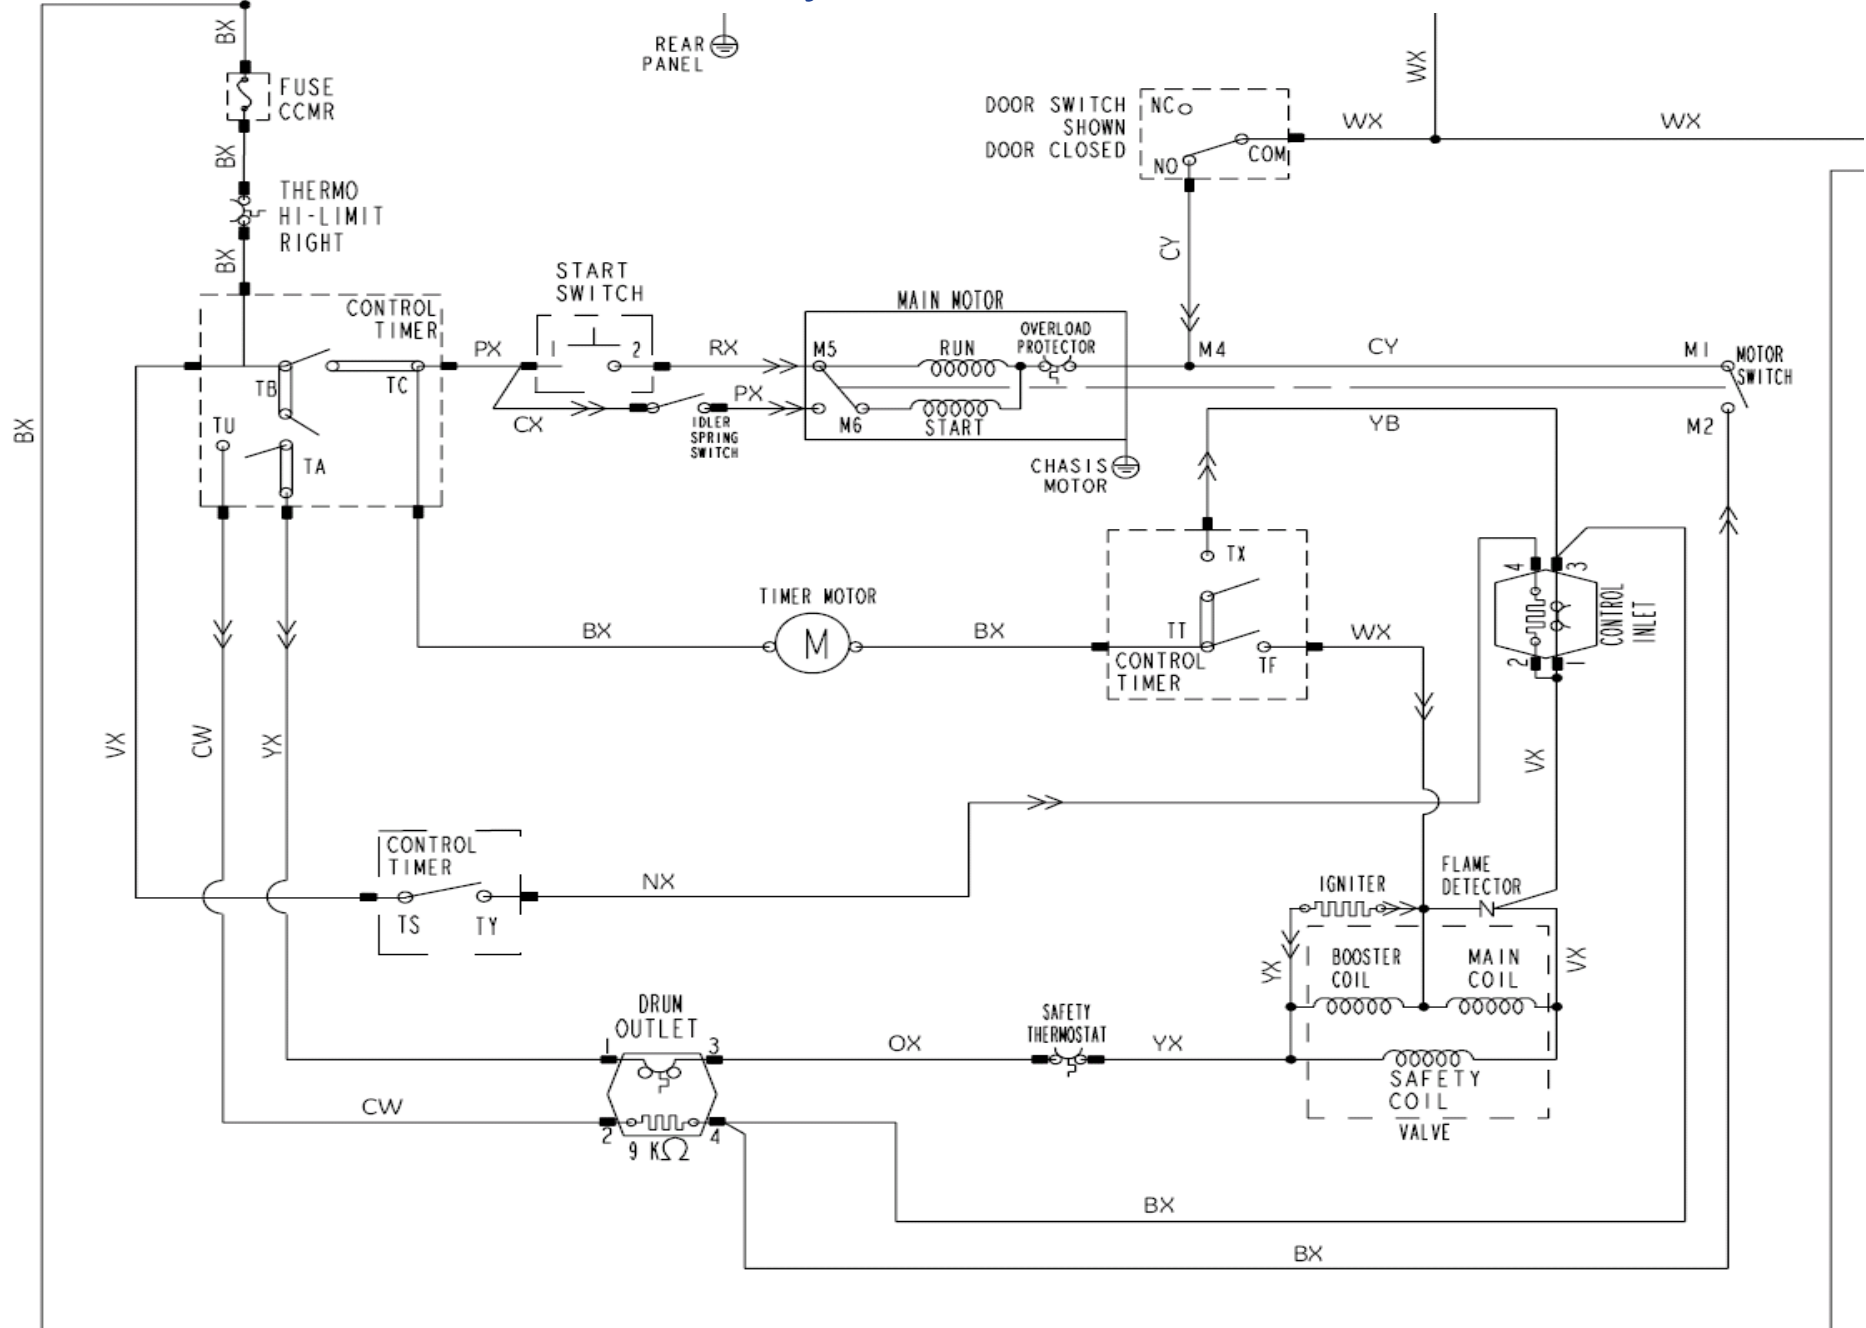 BX
FUSE
CCMR
BX
THERMO
HI-LIMIT
RIGHT
BX
REAR
PANEL
DOOR SWITCH
SHOWN
DOOR CLOSED
NC
NO
COM
WX
WX
WX
CY
CONTROL
TIMER
TB
TC
TU
TA
PX
START
SWITCH
1
2
RX
CX
PX
IDLER
SPRING
SWITCH
MAIN MOTOR
M5
RUN
OVERLOAD
PROTECTOR
M6
START
M4
CY
M1
MOTOR
SWITCH
M2
CHASIS
MOTOR
YB
BX
TX
TT
TF
CONTROL
TIMER
WX
TIMER MOTOR
M
BX
BX
4
3
2
1
CONTROL
INLET
VX
CW
YX
VX
CONTROL
TIMER
TS
TY
NX
FLAME
DETECTOR
IGNITER
YX
BOOSTER
COIL
MAIN
COIL
VX
DRUM
OUTLET
1
3
2
4
9 KΩ
OX
SAFETY
THERMOSTAT
YX
SAFETY
COIL
VALVE
CW
BX
BX